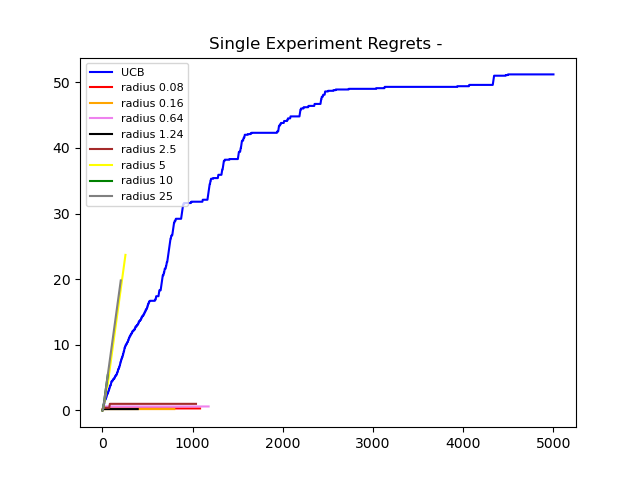 Single Experiment Regrets -
UCB
radius 0.08
radius 0.16
radius 0.64
radius 1.24
radius 2.5
radius 5
radius 10
radius 25
50
40
30
20
10
0
0 1000 2000 3000 4000 5000